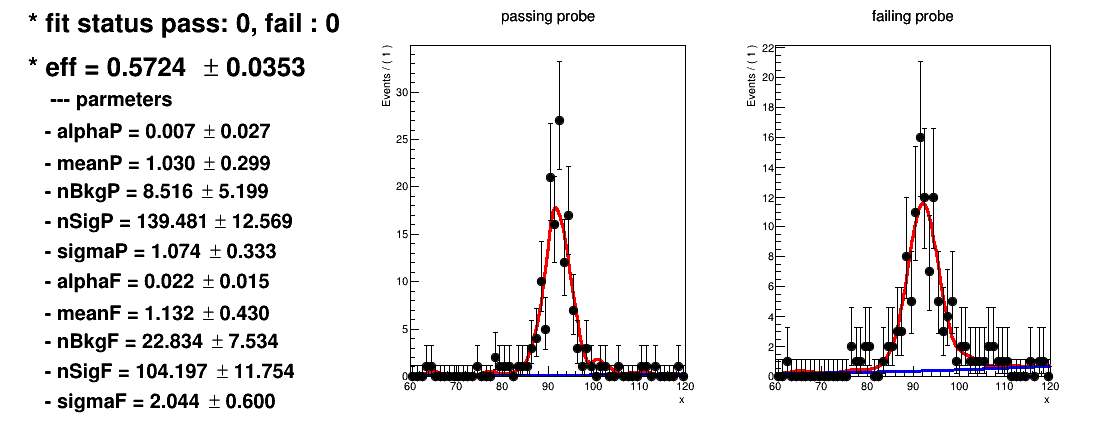 * fit status pass: 0, fail : 0
* eff = 0.5724 ± 0.0353
--- parmeters
- alphaP = 0.007 ± 0.027
- meanP = 1.030 ± 0.299
- nBkgP = 8.516 ± 5.199
- nSigP = 139.481 ± 12.569
- sigmaP = 1.074 ± 0.333
- alphaF = 0.022 ± 0.015
- meanF = 1.132 ± 0.430
- nBkgF = 22.834 ± 7.534
- nSigF = 104.197 ± 11.754
- sigmaF = 2.044 ± 0.600
passing probe
Events / ( 1 )
30
25
20
15
10
5
0
60 70 80 90 100 110 120
x
failing probe
Events / ( 1 )
22
20
18
16
14
12
10
8
6
4
2
0
60 70 80 90 100 110 120
x